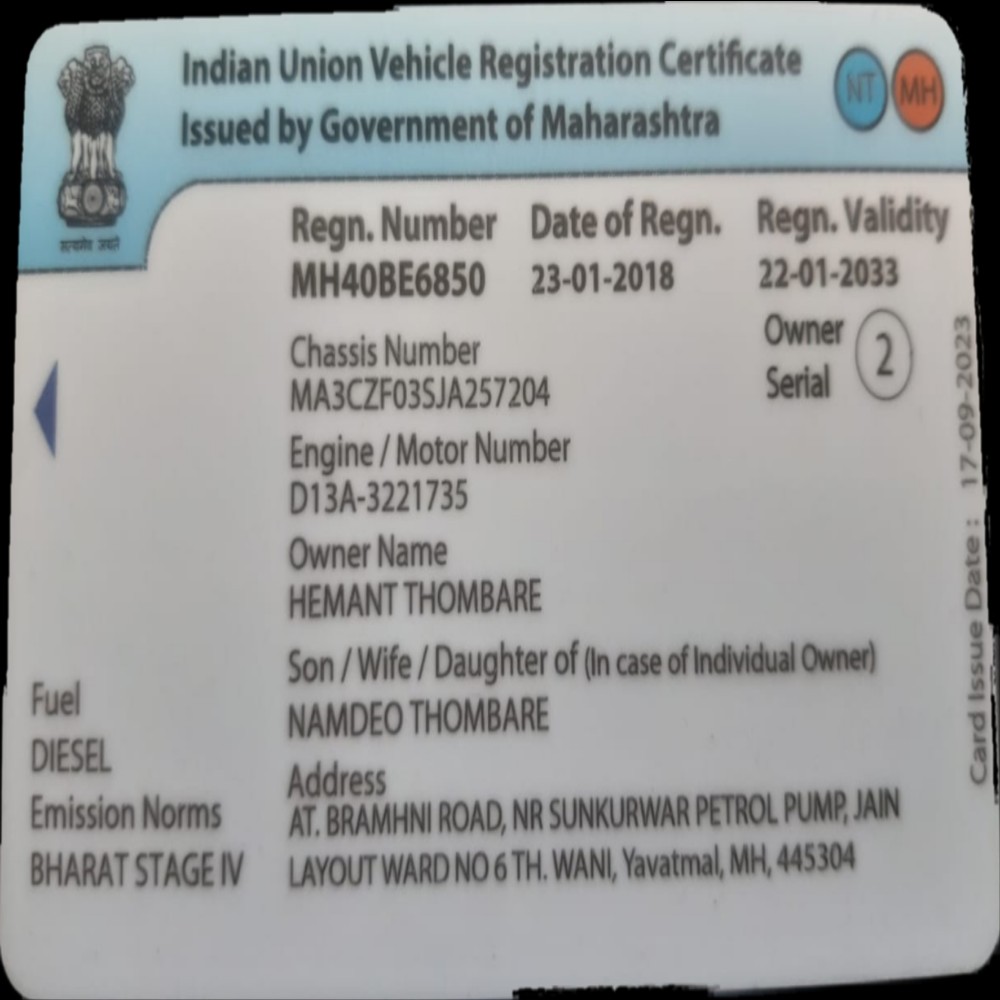 Indian Union Vehicle Registration Certificate
Issued by Government of Maharashtra
NT MH
सत्यमेव जयते
Regn. Number Date of Regn. Regn. Validity
MH40BE6850 23-01-2018 22-01-2033
Chassis Number
MA3CZF03SJA257204
Owner
Serial
2
Engine / Motor Number
D13A-3221735
Owner Name
HEMANT THOMBARE
Son / Wife / Daughter of (In case of Individual Owner)
NAMDEO THOMBARE
Address
AT. BRAMHNI ROAD, NR SUNKURWAR PETROL PUMP, JAIN
LAYOUT WARD NO 6 TH. WANI, Yavatmal, MH, 445304
Fuel
DIESEL
Emission Norms
BHARAT STAGE IV
Card Issue Date : 17-09-2023